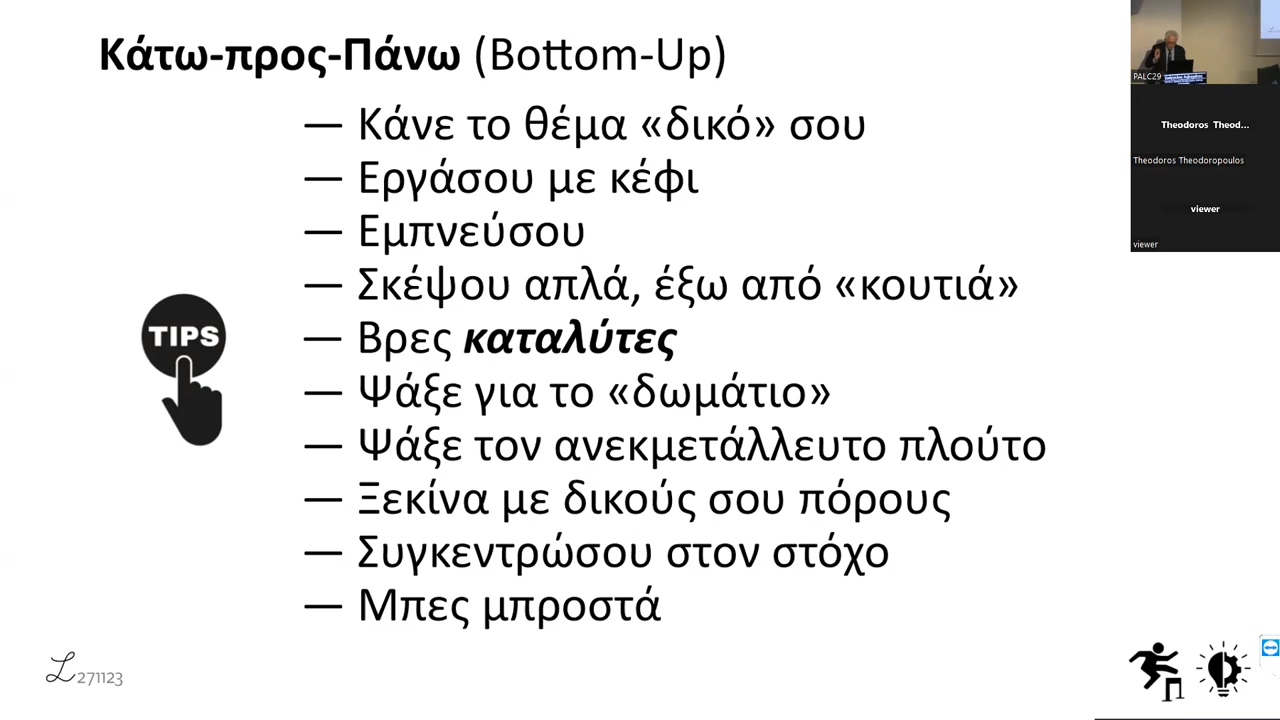 Κάτω-προς-Πάνω (Bottom-Up)
— Κάνε το θέμα «δικό» σου
— Εργάσου με κέφι
— Εμπνεύσου
— Σκέψου απλά, έξω από «κουτιά»
— Βρες καταλύτες
— Ψάξε για το «δωμάτιο»
— Ψάξε τον ανεκμετάλλευτο πλούτο
— Ξεκίνα με δικούς σου πόρους
— Συγκεντρώσου στον στόχο
— Μπες μπροστά
TIPS
L 271123
PALC29
Theodoros Theod...
Theodoros Theodoropoulos
viewer
viewer